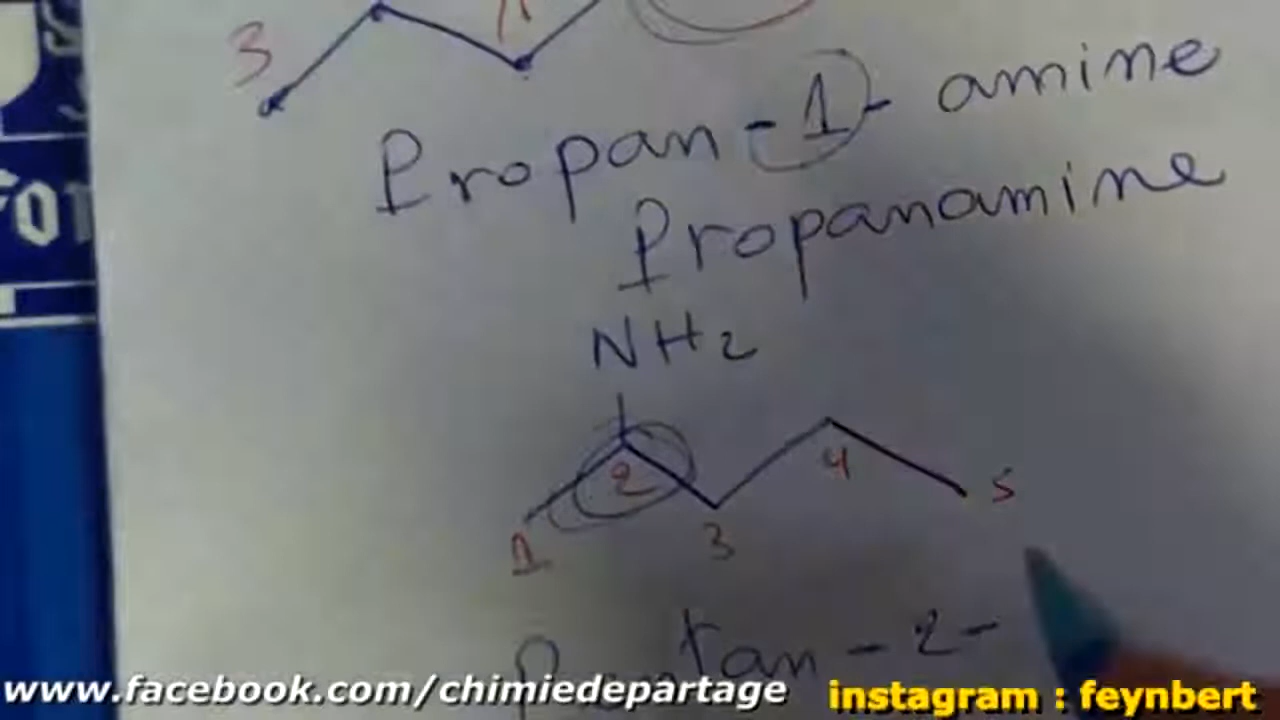 3 1
Propan-1-amine
Propanamine
NH2
2
4
5
1
3
Pentan-2-
www.facebook.com/chimiedepartage
instagram : feynbert